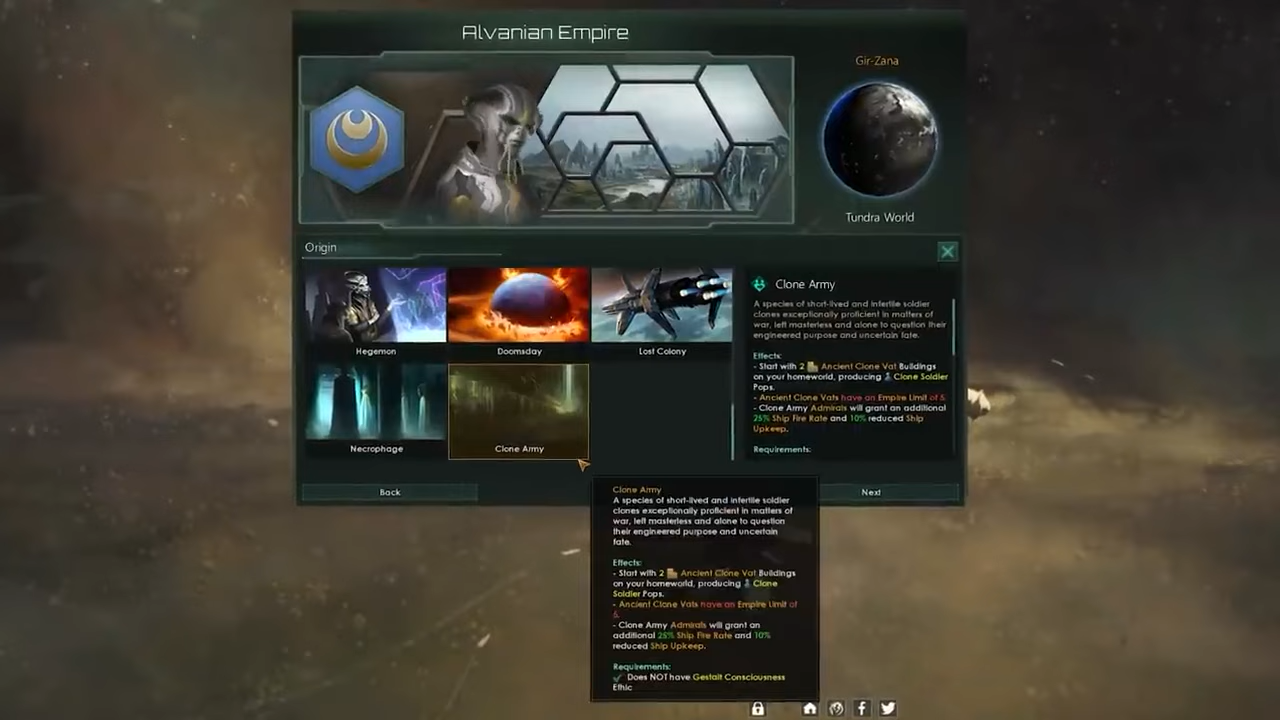 Alvanian Empire
Gir-Zana
Tundra World
Origin
Hegemon
Doomsday
Lost Colony
Necrophage
Clone Army
Clone Army
A species of short-lived and infertile soldier
clones exceptionally proficient in matters of
war, left masterless and alone to question their
engineered purpose and uncertain fate.
Effects:
- Start with 2 Ancient Clone Vat Buildings
on your homeworld, producing Clone Soldier
Pops.
- Ancient Clone Vats have an Empire Limit of 5.
- Clone Army Admirals will grant an additional
25% Ship Fire Rate and 10% reduced Ship
Upkeep.
Requirements:
Back
Next
Clone Army
A species of short-lived and infertile soldier
clones exceptionally proficient in matters of
war, left masterless and alone to question
their engineered purpose and uncertain
fate.
Effects:
- Start with 2 Ancient Clone Vat Buildings
on your homeworld, producing Clone
Soldier Pops.
- Ancient Clone Vats have an Empire Limit of
5.
- Clone Army Admirals will grant an
additional 25% Ship Fire Rate and 10%
reduced Ship Upkeep.
Requirements:
Does NOT have Gestalt Consciousness
Ethic